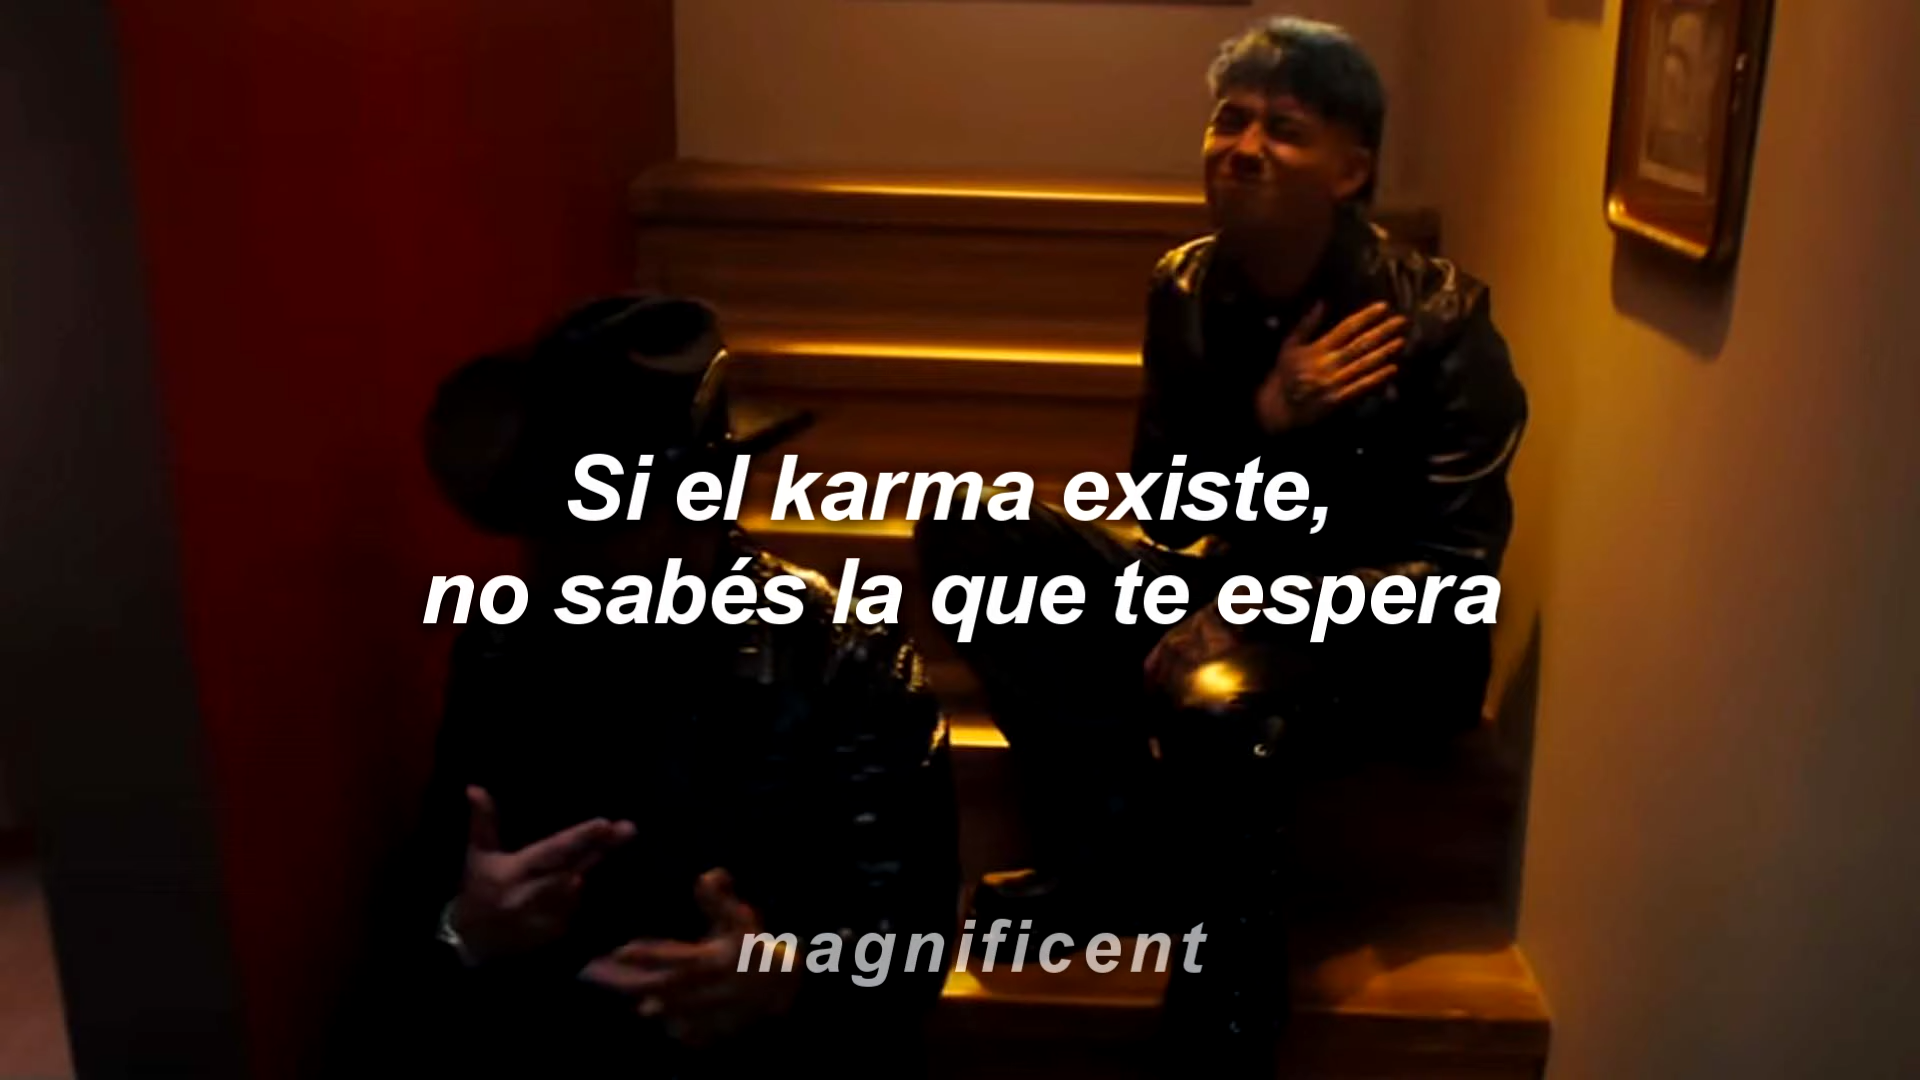 Si el karma existe,
no sabés la que te espera
magnificent